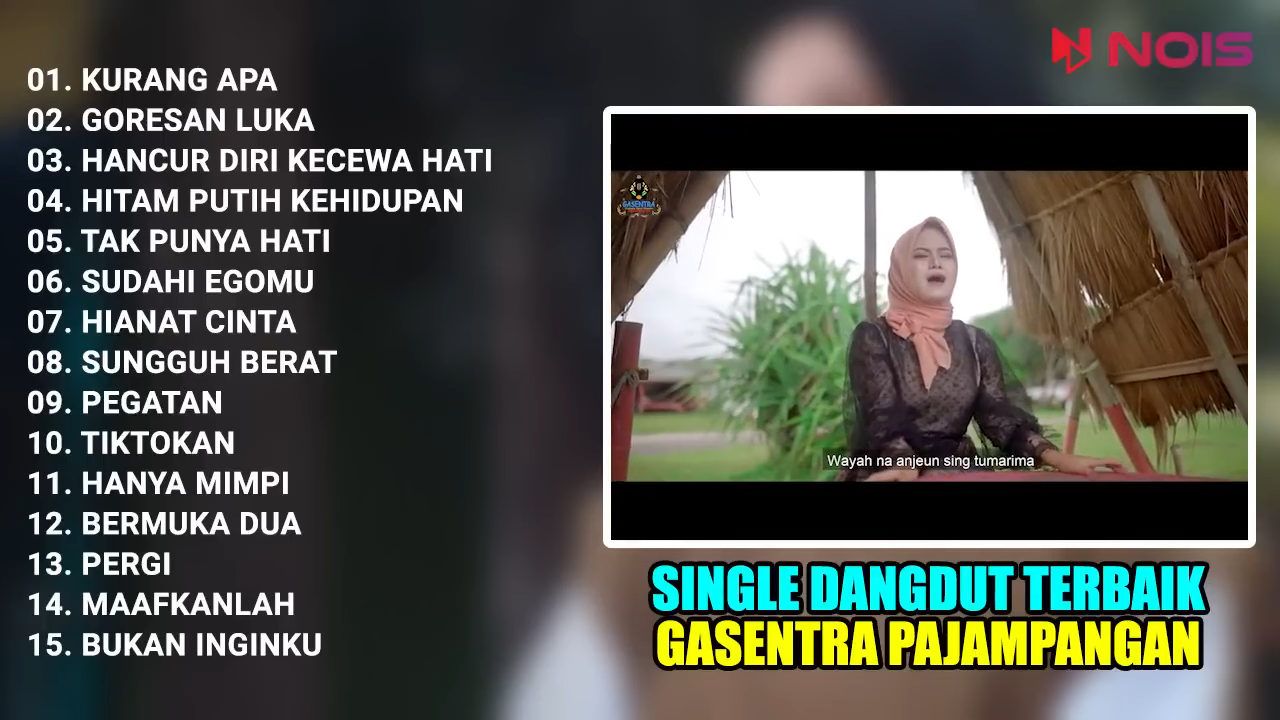 01. KURANG APA
02. GORESAN LUKA
03. HANCUR DIRI KECEWA HATI
04. HITAM PUTIH KEHIDUPAN
05. TAK PUNYA HATI
06. SUDAHI EGOMU
07. HIANAT CINTA
08. SUNGGUH BERAT
09. PEGATAN
10. TIKTOKAN
11. HANYA MIMPI
12. BERMUKA DUA
13. PERGI
14. MAAFKANLAH
15. BUKAN INGINKU
NOIS
GASENTRA
Wayah na anjeun sing tumarima
SINGLE DANGDUT TERBAIK
GASENTRA PAJAMPANGAN